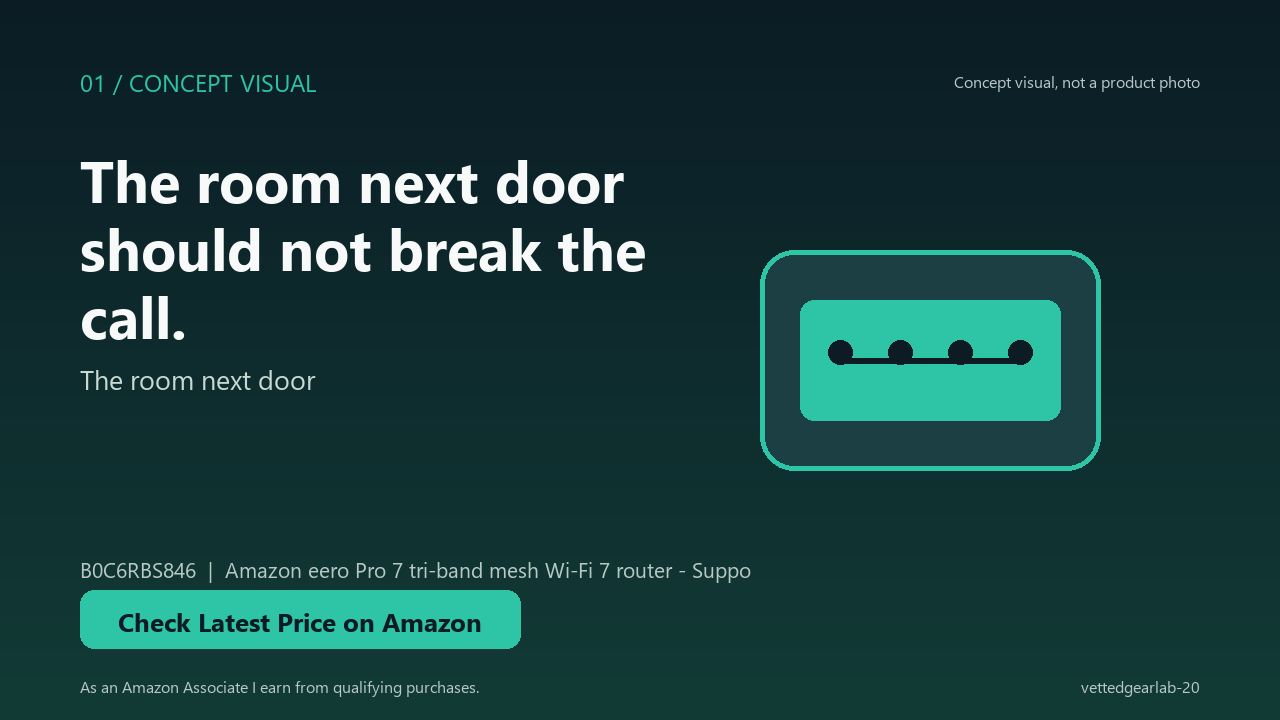 01 / CONCEPT VISUAL
Concept visual, not a product photo
The room next door
should not break the
call.
The room next door
B0C6RBS846 | Amazon eero Pro 7 tri-band mesh Wi-Fi 7 router - Suppo
Check Latest Price on Amazon
As an Amazon Associate I earn from qualifying purchases.
vettedgearlab-20